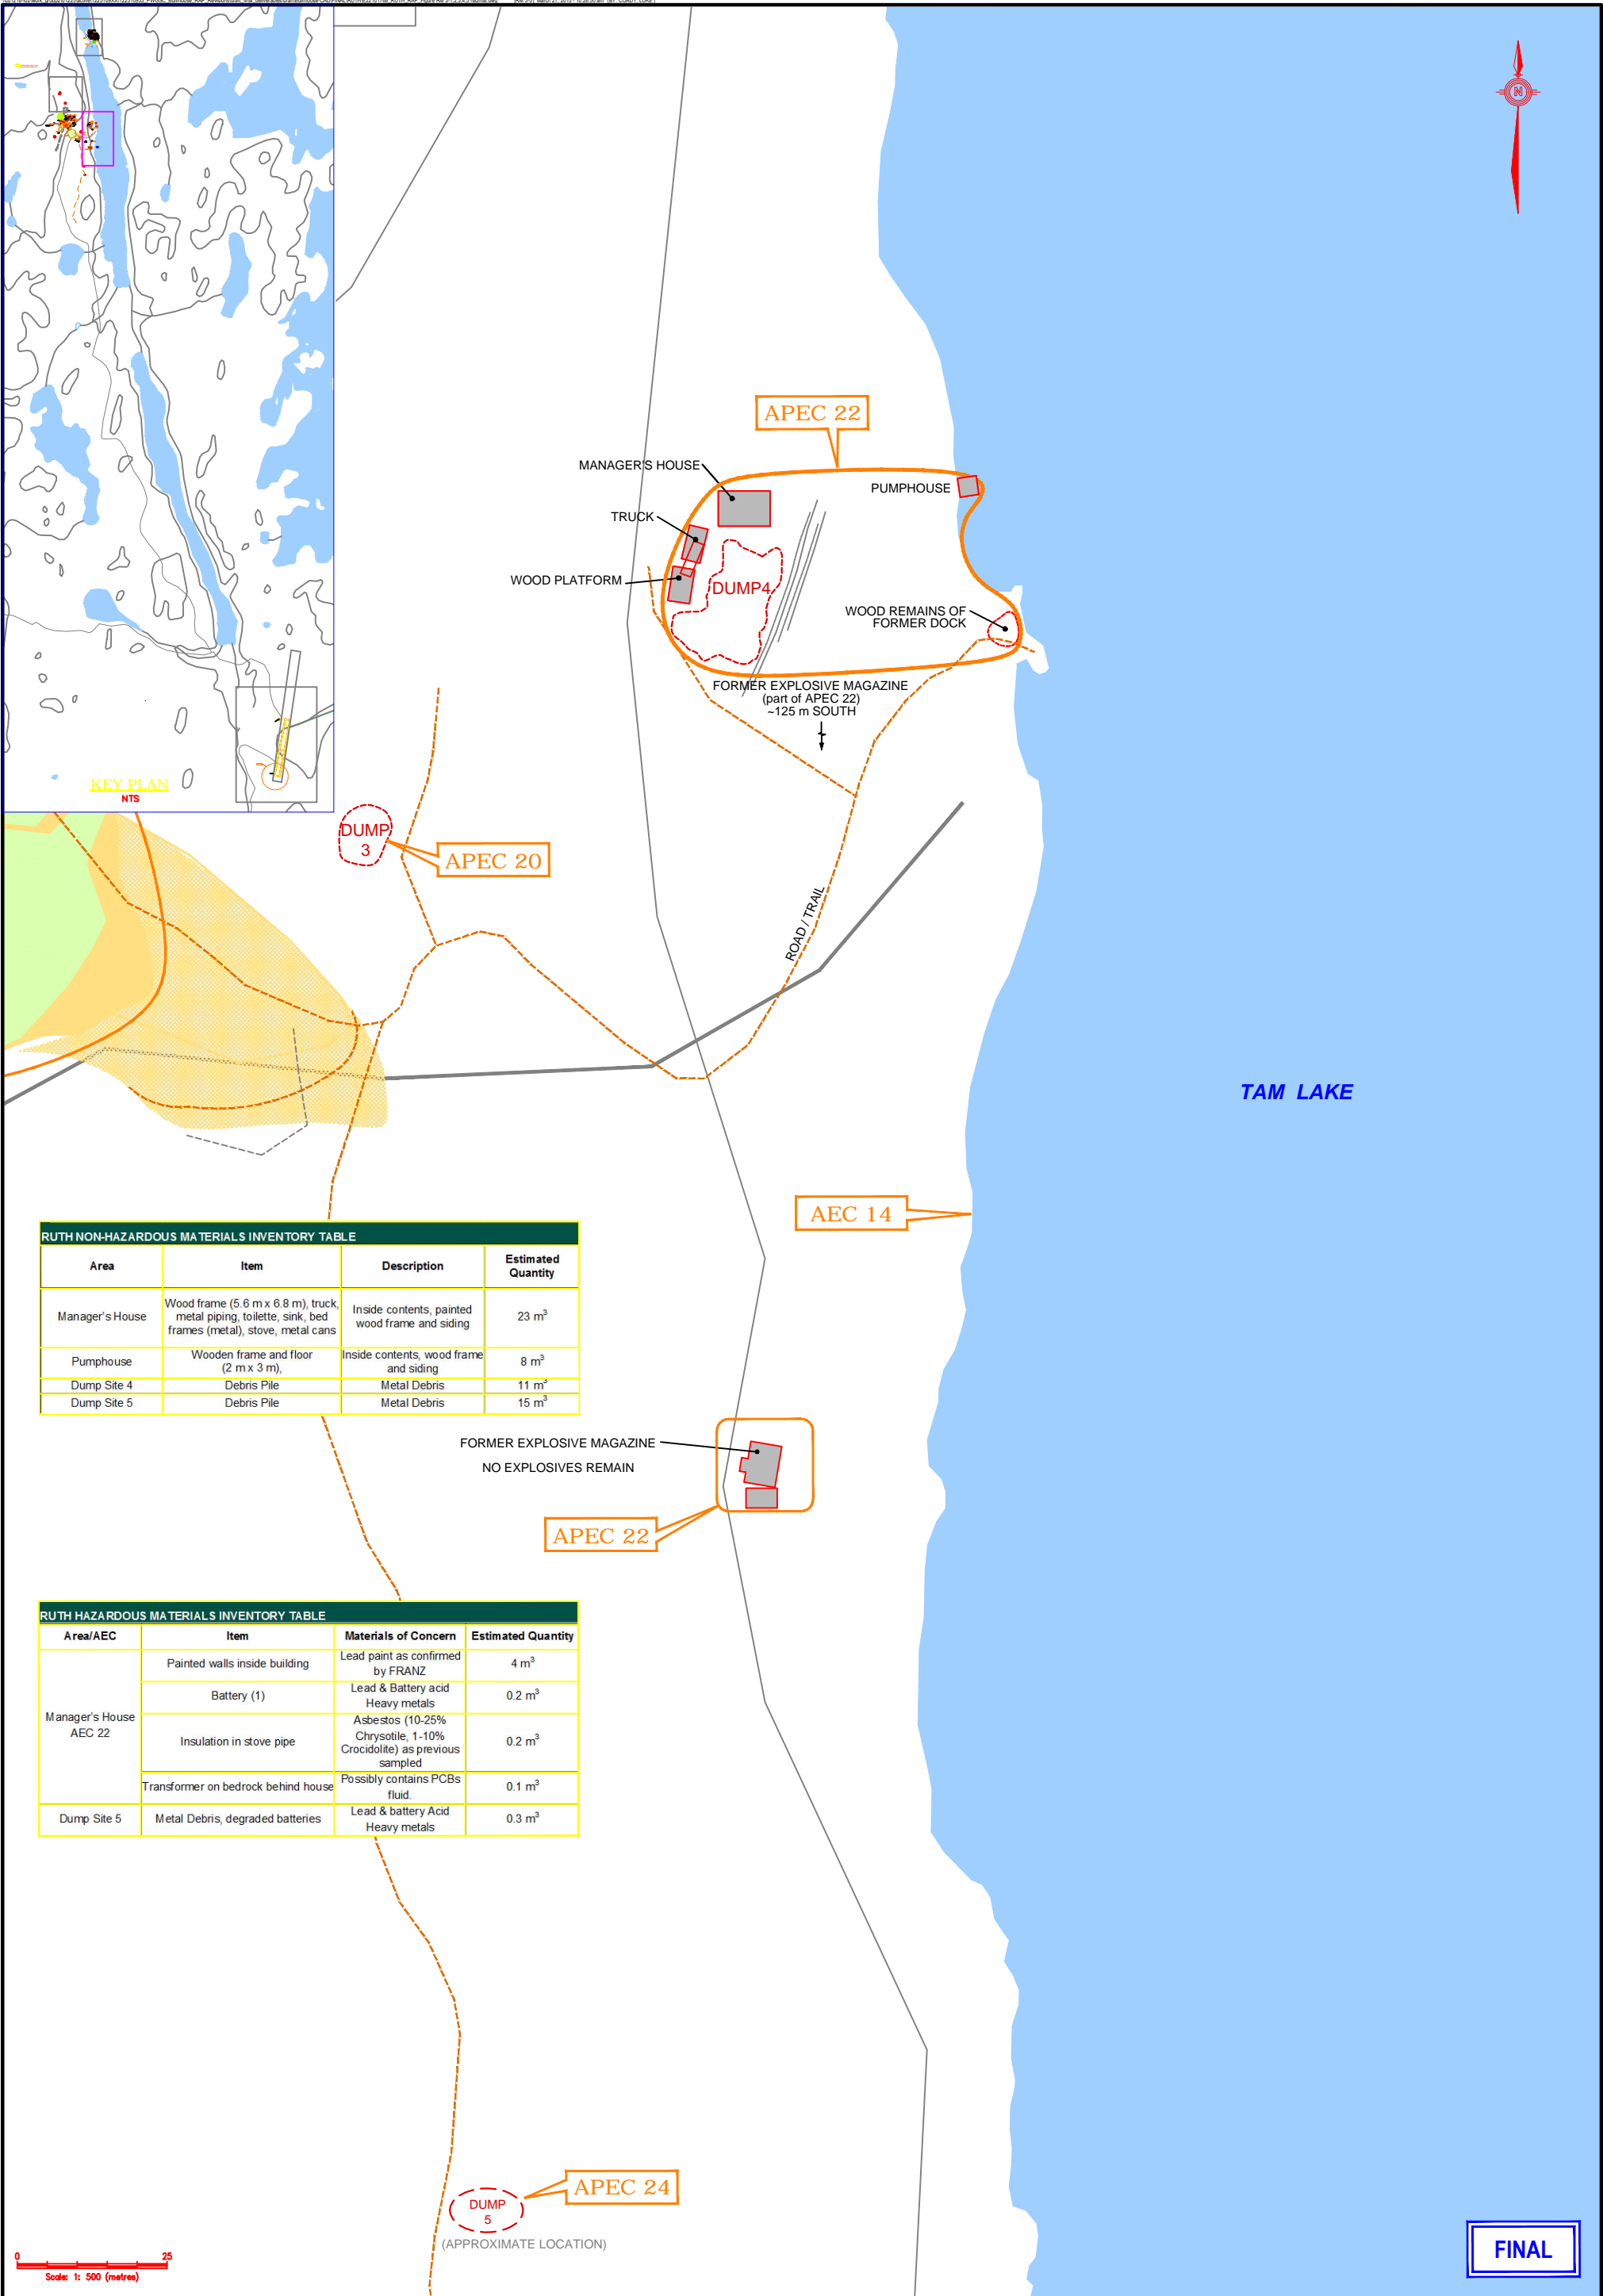 N
KEY PLAN
NTS
APEC 22
MANAGER'S HOUSE
PUMPHOUSE
TRUCK
WOOD PLATFORM
DUMP4
WOOD REMAINS OF
FORMER DOCK
FORMER EXPLOSIVE MAGAZINE
(part of APEC 22)
~125 m SOUTH
DUMP
3
APEC 20
ROAD / TRAIL
TAM LAKE
AEC 14
RUTH NON-HAZARDOUS MATERIALS INVENTORY TABLE
Area Item Description Estimated Quantity
Manager's House Wood frame (5.6 m x 6.8 m), truck, metal piping, toilette, sink, bed frames (metal), stove, metal cans Inside contents, painted wood frame and siding 23 m³
Pumphouse Wooden frame and floor (2 m x 3 m), Inside contents, wood frame and siding 8 m³
Dump Site 4 Debris Pile Metal Debris 11 m³
Dump Site 5 Debris Pile Metal Debris 15 m³
FORMER EXPLOSIVE MAGAZINE
NO EXPLOSIVES REMAIN
APEC 22
RUTH HAZARDOUS MATERIALS INVENTORY TABLE
Area/AEC Item Materials of Concern Estimated Quantity
Manager's House AEC 22 Painted walls inside building Lead paint as confirmed by FRANZ 4 m³
Battery (1) Lead & Battery acid Heavy metals 0.2 m³
Insulation in stove pipe Asbestos (10-25% Chrysotile, 1-10% Crocidolite) as previous sampled 0.2 m³
Transformer on bedrock behind house Possibly contains PCBs fluid. 0.1 m³
Dump Site 5 Metal Debris, degraded batteries Lead & battery Acid Heavy metals 0.3 m³
APEC 24
DUMP
5
(APPROXIMATE LOCATION)
0 25
Scale: 1: 500 (metres)
FINAL